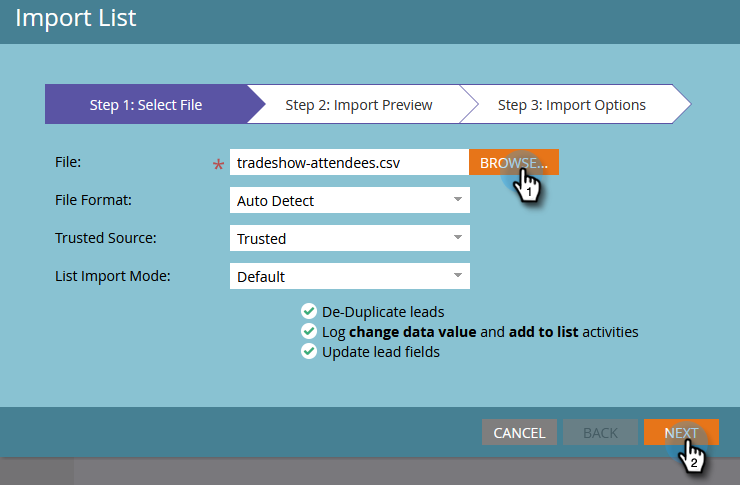 Import List
Step 1: Select File
Step 2: Import Preview
Step 3: Import Options
File: * tradeshow-attendees.csv BROWSE...
1
File Format: Auto Detect
Trusted Source: Trusted
List Import Mode: Default
De-Duplicate leads
Log change data value and add to list activities
Update lead fields
CANCEL BACK NEXT
2